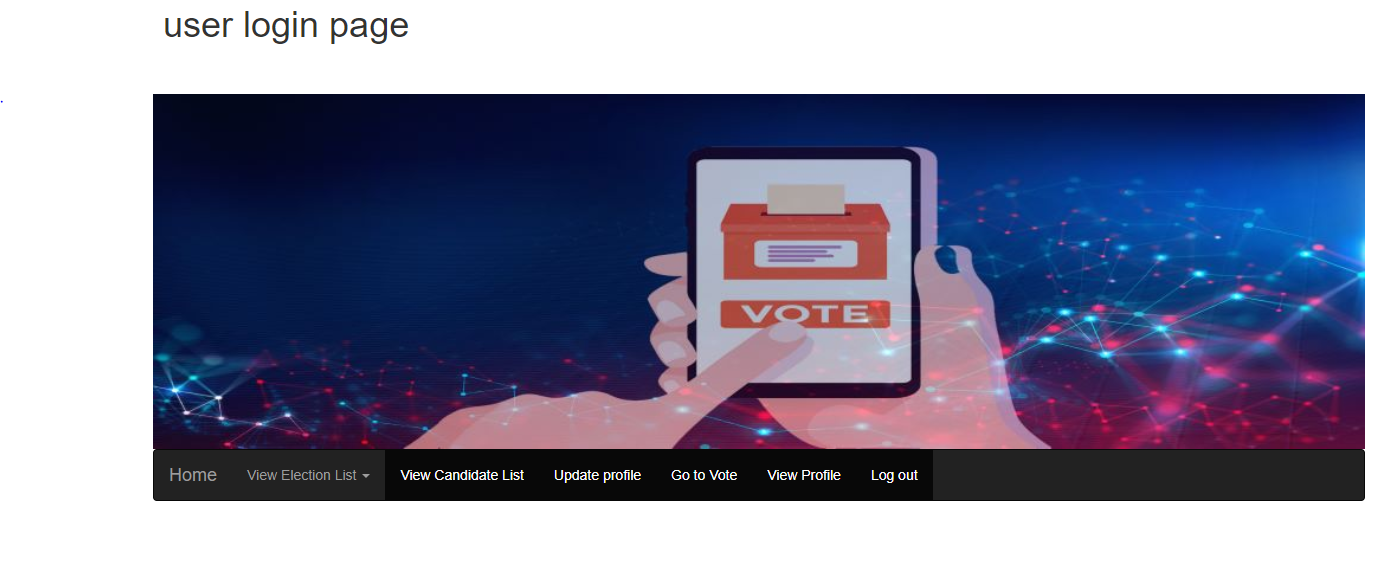 user login page
.
VOTE
Home View Election List View Candidate List Update profile Go to Vote View Profile Log out